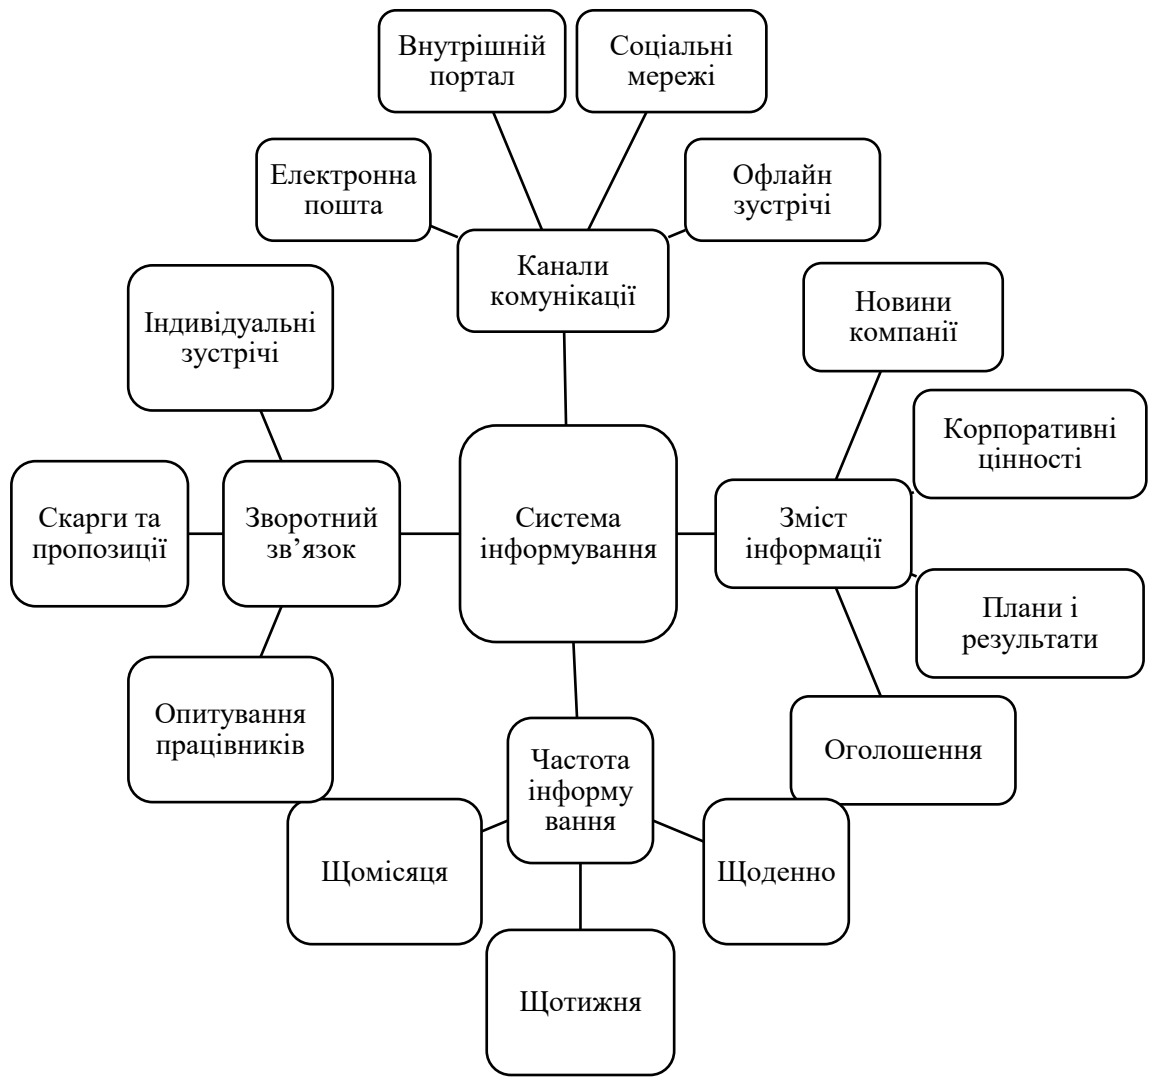 Внутрішній
портал
Соціальні
мережі
Електронна
пошта
Офлайн
зустрічі
Канали
комунікації
Індивідуальні
зустрічі
Новини
компанії
Корпоративні
цінності
Скарги та
пропозиції
Зворотний
зв’язок
Система
інформування
Зміст
інформації
Плани і
результати
Опитування
працівників
Частота
інформу
вання
Оголошення
Щомісяця
Щоденно
Щотижня